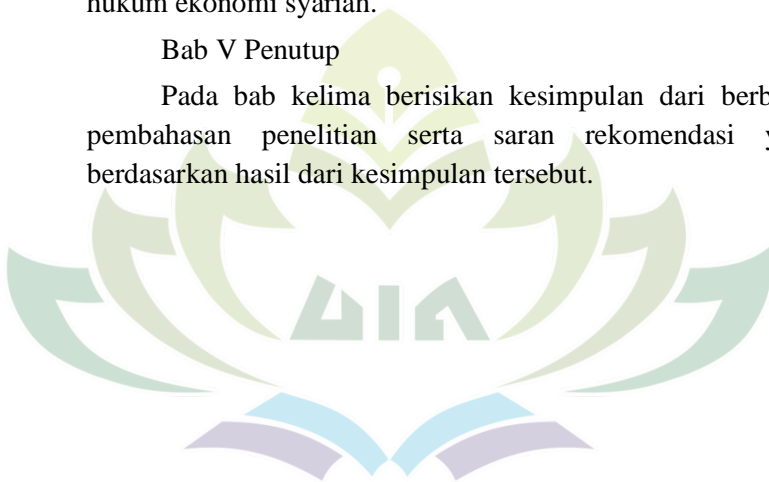 hukum ekonomi syariah.
Bab V Penutup
Pada bab kelima berisikan kesimpulan dari
pembahasan penelitian serta saran rekomendasi
berdasarkan hasil dari kesimpulan tersebut.
UIN